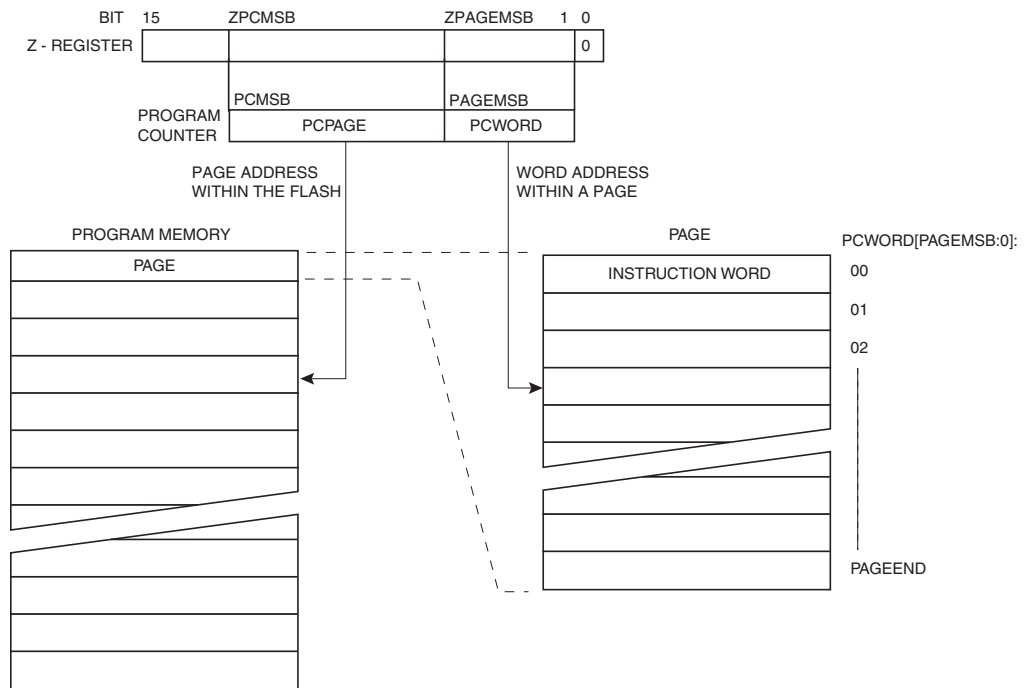 BIT 15 ZPCMSB ZPAGEMSB 1 0
Z - REGISTER 0
PCMSB PAGEMSB
PROGRAM
COUNTER
PCPAGE PCWORD
PAGE ADDRESS
WITHIN THE FLASH
WORD ADDRESS
WITHIN A PAGE
PROGRAM MEMORY
PAGE
PAGE
INSTRUCTION WORD
PCWORD[PAGEMSB:0]:
00
01
02
PAGEEND